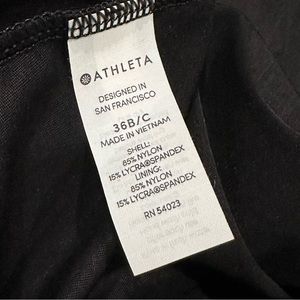 ATHLETA
DESIGNED IN
SAN FRANCISCO
36B/C
MADE IN VIETNAM
SHELL:
85% NYLON
15% LYCRA®SPANDEX
LINING:
85% NYLON
15% LYCRA®SPANDEX
RN 54023